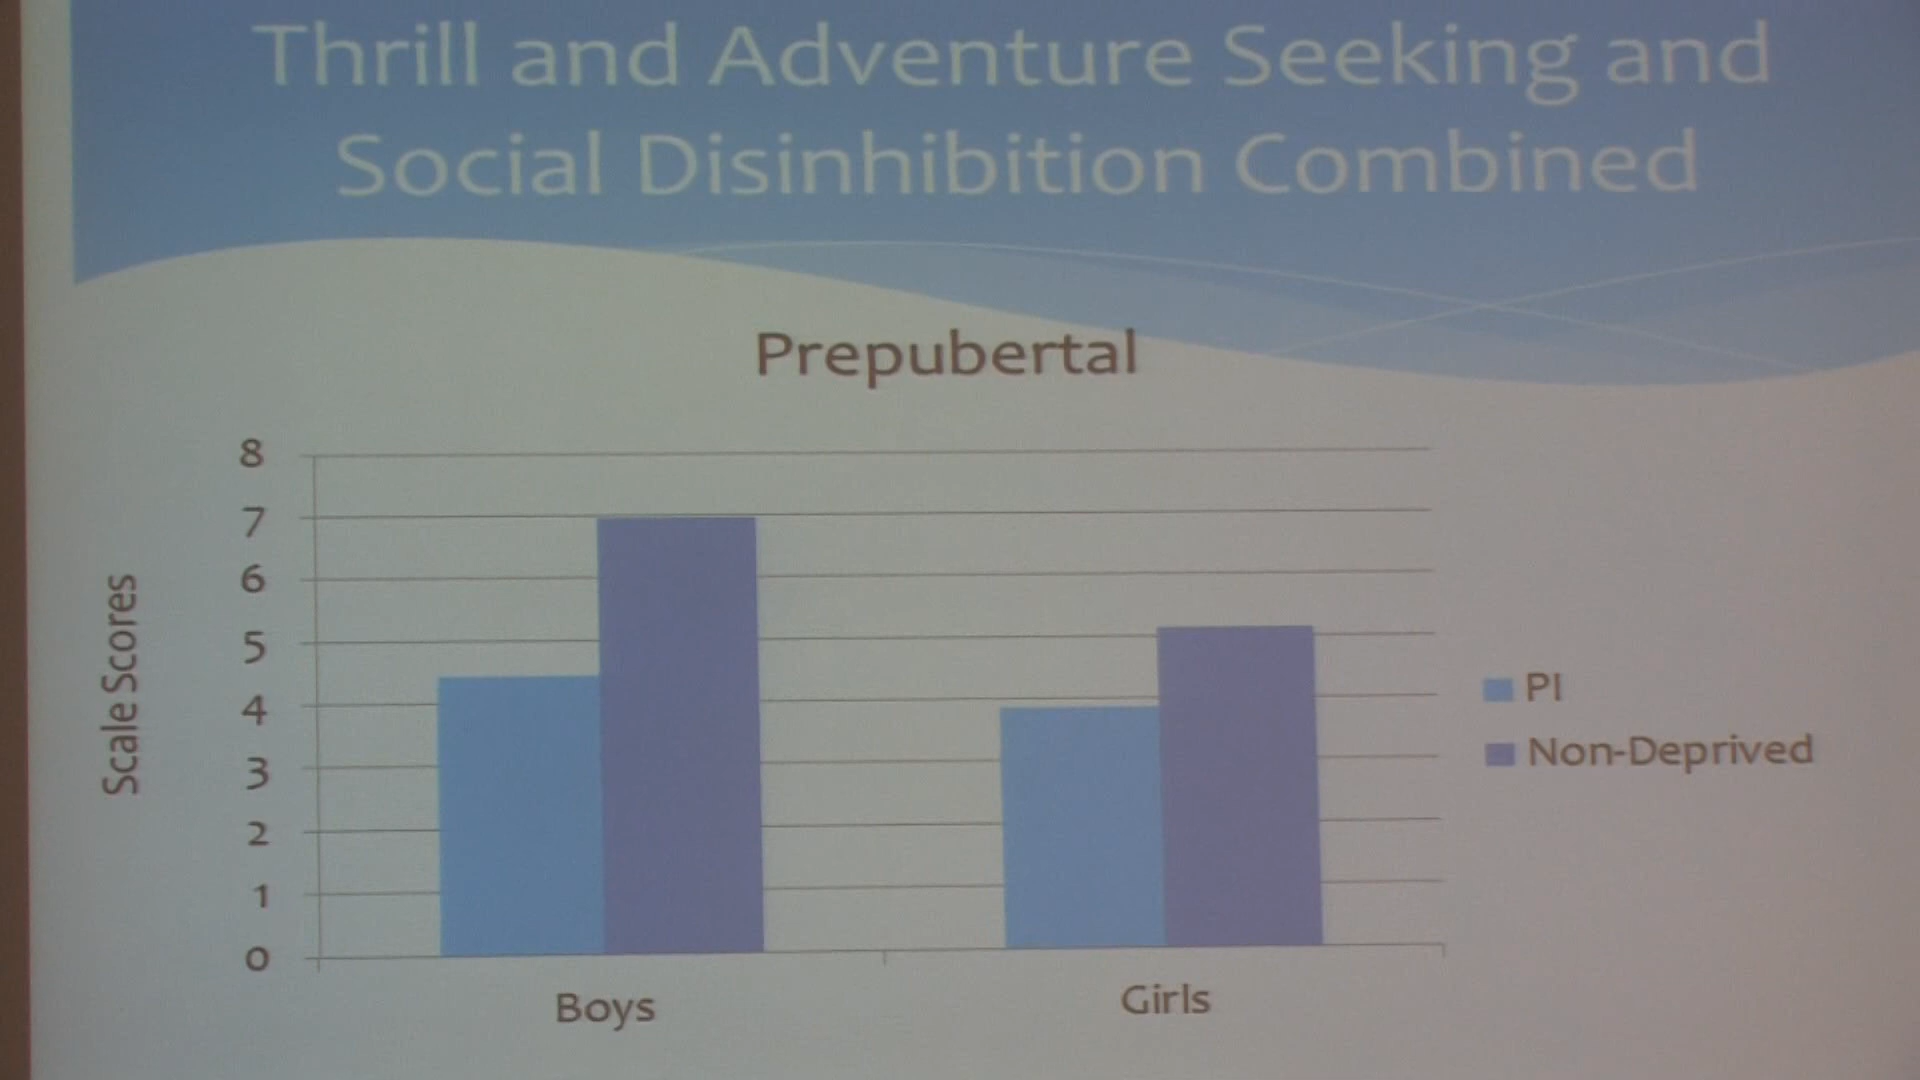 Thrill and Adventure Seeking and
Social Disinhibition Combined
Prepubertal
Scale Scores
8
7
6
5
4
3
2
1
0
Boys
Girls
PI
Non-Deprived